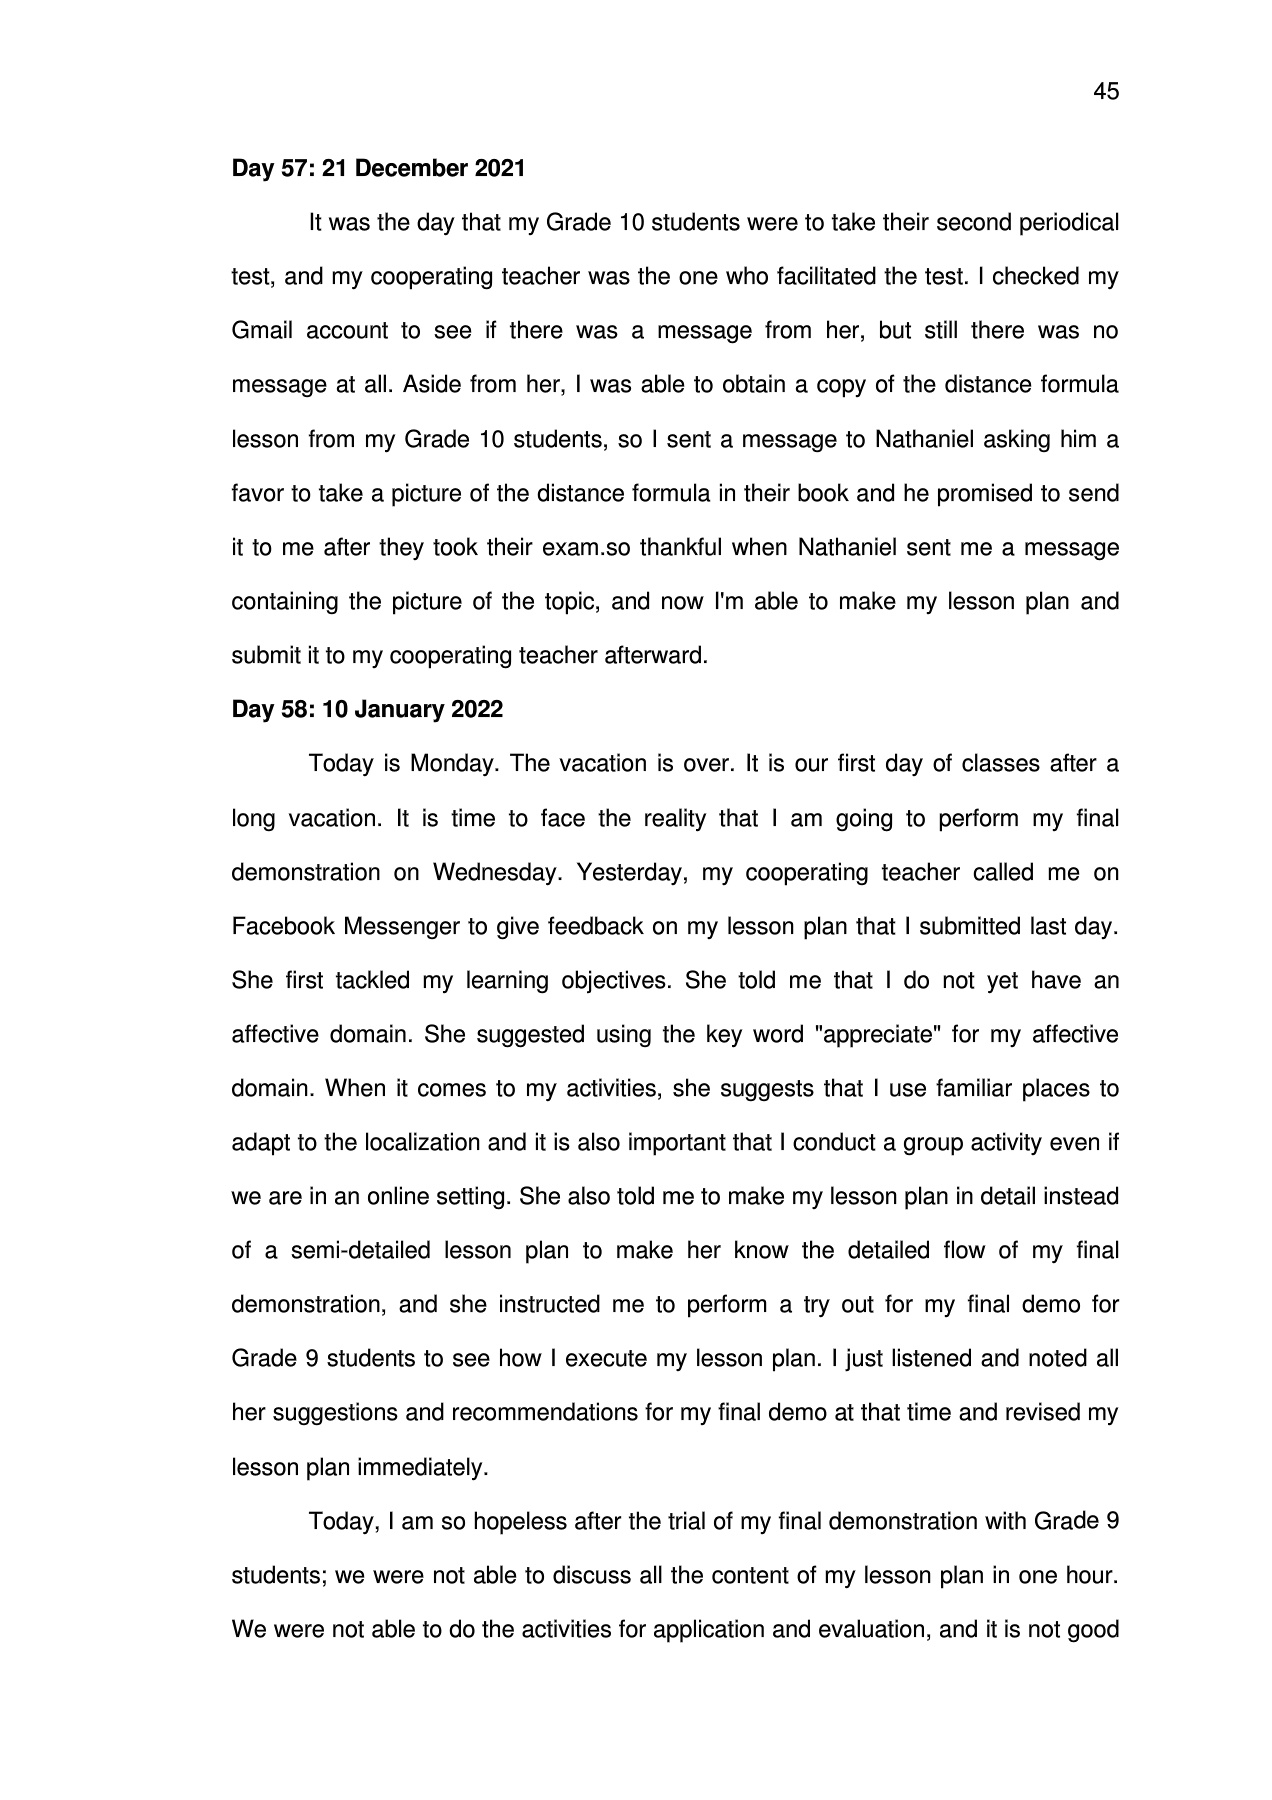 45
Day 57: 21 December 2021
It was the day that my Grade 10 students were to take their second periodical
test, and my cooperating teacher was the one who facilitated the test. I checked my
Gmail account to see if there was a message from her, but still there was no
message at all. Aside from her, I was able to obtain a copy of the distance formula
lesson from my Grade 10 students, so I sent a message to Nathaniel asking him a
favor to take a picture of the distance formula in their book and he promised to send
it to me after they took their exam.so thankful when Nathaniel sent me a message
containing the picture of the topic, and now I'm able to make my lesson plan and
submit it to my cooperating teacher afterward.
Day 58: 10 January 2022
Today is Monday. The vacation is over. It is our first day of classes after a
long vacation. It is time to face the reality that I am going to perform my final
demonstration on Wednesday. Yesterday, my cooperating teacher called me on
Facebook Messenger to give feedback on my lesson plan that I submitted last day.
She first tackled my learning objectives. She told me that I do not yet have an
affective domain. She suggested using the key word "appreciate" for my affective
domain. When it comes to my activities, she suggests that I use familiar places to
adapt to the localization and it is also important that I conduct a group activity even if
we are in an online setting. She also told me to make my lesson plan in detail instead
of a semi-detailed lesson plan to make her know the detailed flow of my final
demonstration, and she instructed me to perform a try out for my final demo for
Grade 9 students to see how I execute my lesson plan. I just listened and noted all
her suggestions and recommendations for my final demo at that time and revised my
lesson plan immediately.
Today, I am so hopeless after the trial of my final demonstration with Grade 9
students; we were not able to discuss all the content of my lesson plan in one hour.
We were not able to do the activities for application and evaluation, and it is not good